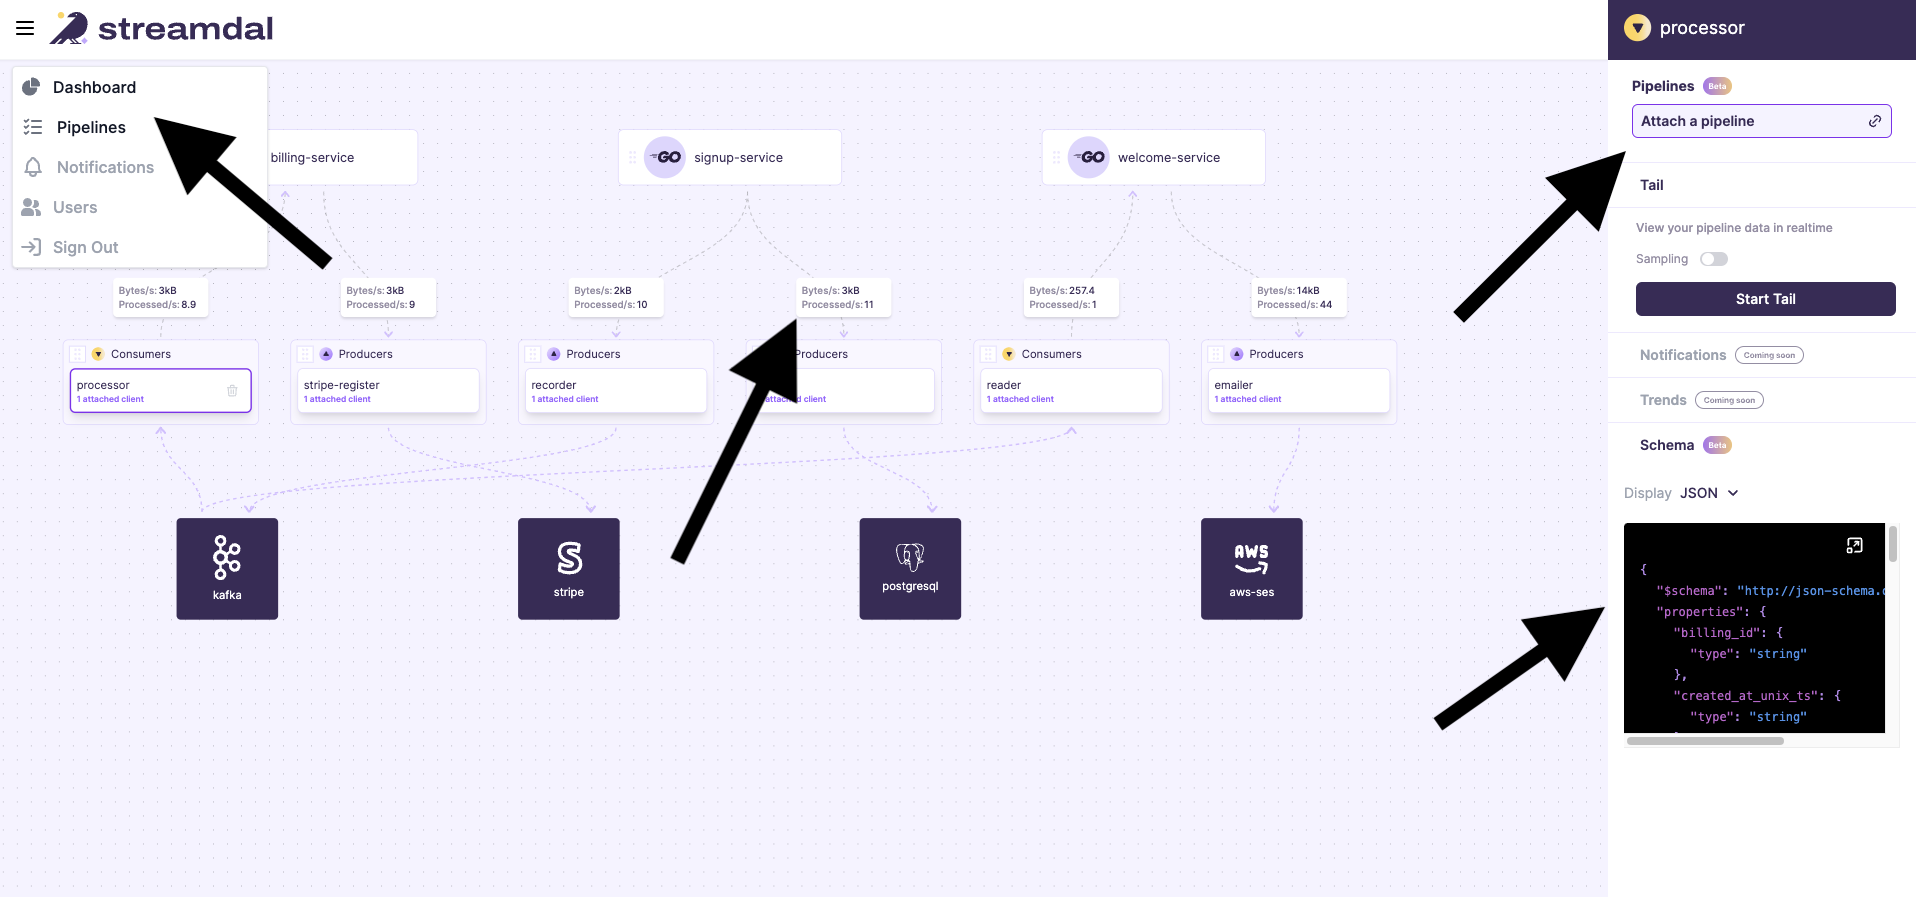 streamdal
processor
Dashboard
Pipelines
Notifications
Users
Sign Out
billing-service
GO signup-service
GO welcome-service
Bytes/s: 3kB
Processed/s: 8.9
Bytes/s: 3kB
Processed/s: 9
Bytes/s: 2kB
Processed/s: 10
Bytes/s: 3kB
Processed/s: 11
Bytes/s: 257.4
Processed/s: 1
Bytes/s: 14kB
Processed/s: 44
Consumers
processor
1 attached client
Producers
stripe-register
1 attached client
Producers
recorder
1 attached client
Producers
client
Consumers
reader
1 attached client
Producers
emailer
1 attached client
kafka
stripe
postgresql
AWS
aws-ses
Pipelines Beta
Attach a pipeline
Tail
View your pipeline data in realtime
Sampling
Start Tail
Notifications Coming soon
Trends Coming soon
Schema Beta
Display JSON
{
"$schema": "http://json-schema.
"properties": {
"billing_id": {
"type": "string"
},
"created_at_unix_ts": {
"type": "string"